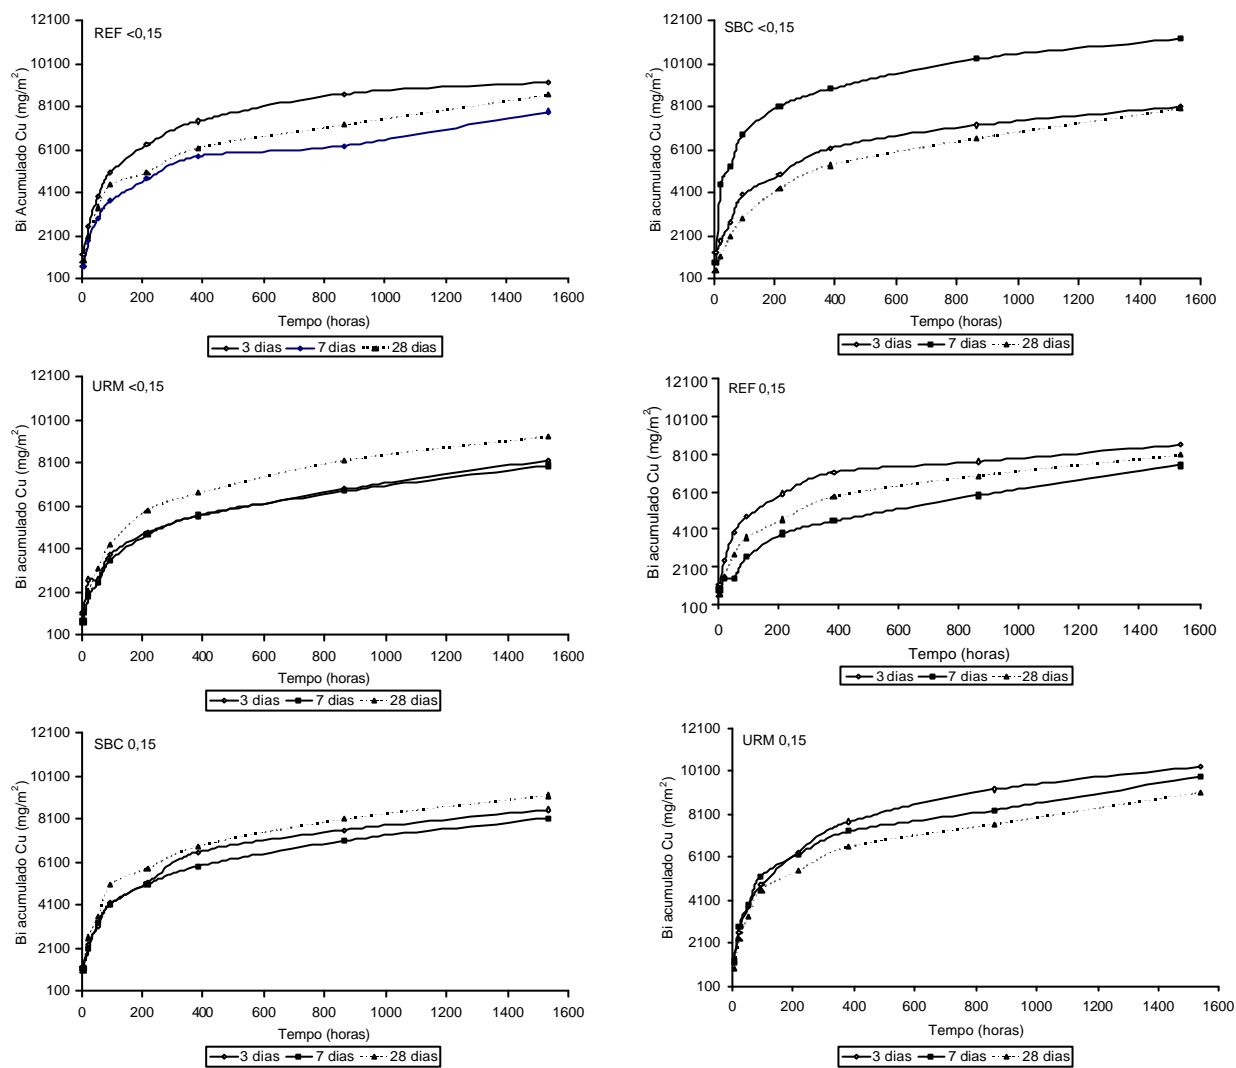 REF <0,15
Bi Acumulado Cu (mg/m²)
12100
10100
8100
6100
4100
2100
100
0 200 400 600 800 1000 1200 1400 1600
Tempo (horas)
3 dias 7 dias 28 dias
SBC <0,15
Bi acumulado Cu (mg/m²)
12100
10100
8100
6100
4100
2100
100
0 200 400 600 800 1000 1200 1400 1600
Tempo (horas)
3 dias 7 dias 28 dias
URM <0,15
Bi acumulado Cu (mg/m²)
12100
10100
8100
6100
4100
2100
100
0 200 400 600 800 1000 1200 1400 1600
Tempo (horas)
3 dias 7 dias 28 dias
REF 0,15
Bi acumulado Cu (mg/m²)
12100
10100
8100
6100
4100
2100
100
0 200 400 600 800 1000 1200 1400 1600
Tempo (horas)
3 dias 7 dias 28 dias
SBC 0,15
Bi acumulado Cu (mg/m²)
12100
10100
8100
6100
4100
2100
100
0 200 400 600 800 1000 1200 1400 1600
Tempo (horas)
3 dias 7 dias 28 dias
URM 0,15
Bi acumulado Cu (mg/m²)
12100
10100
8100
6100
4100
2100
100
0 200 400 600 800 1000 1200 1400 1600
Tempo (horas)
3 dias 7 dias 28 dias